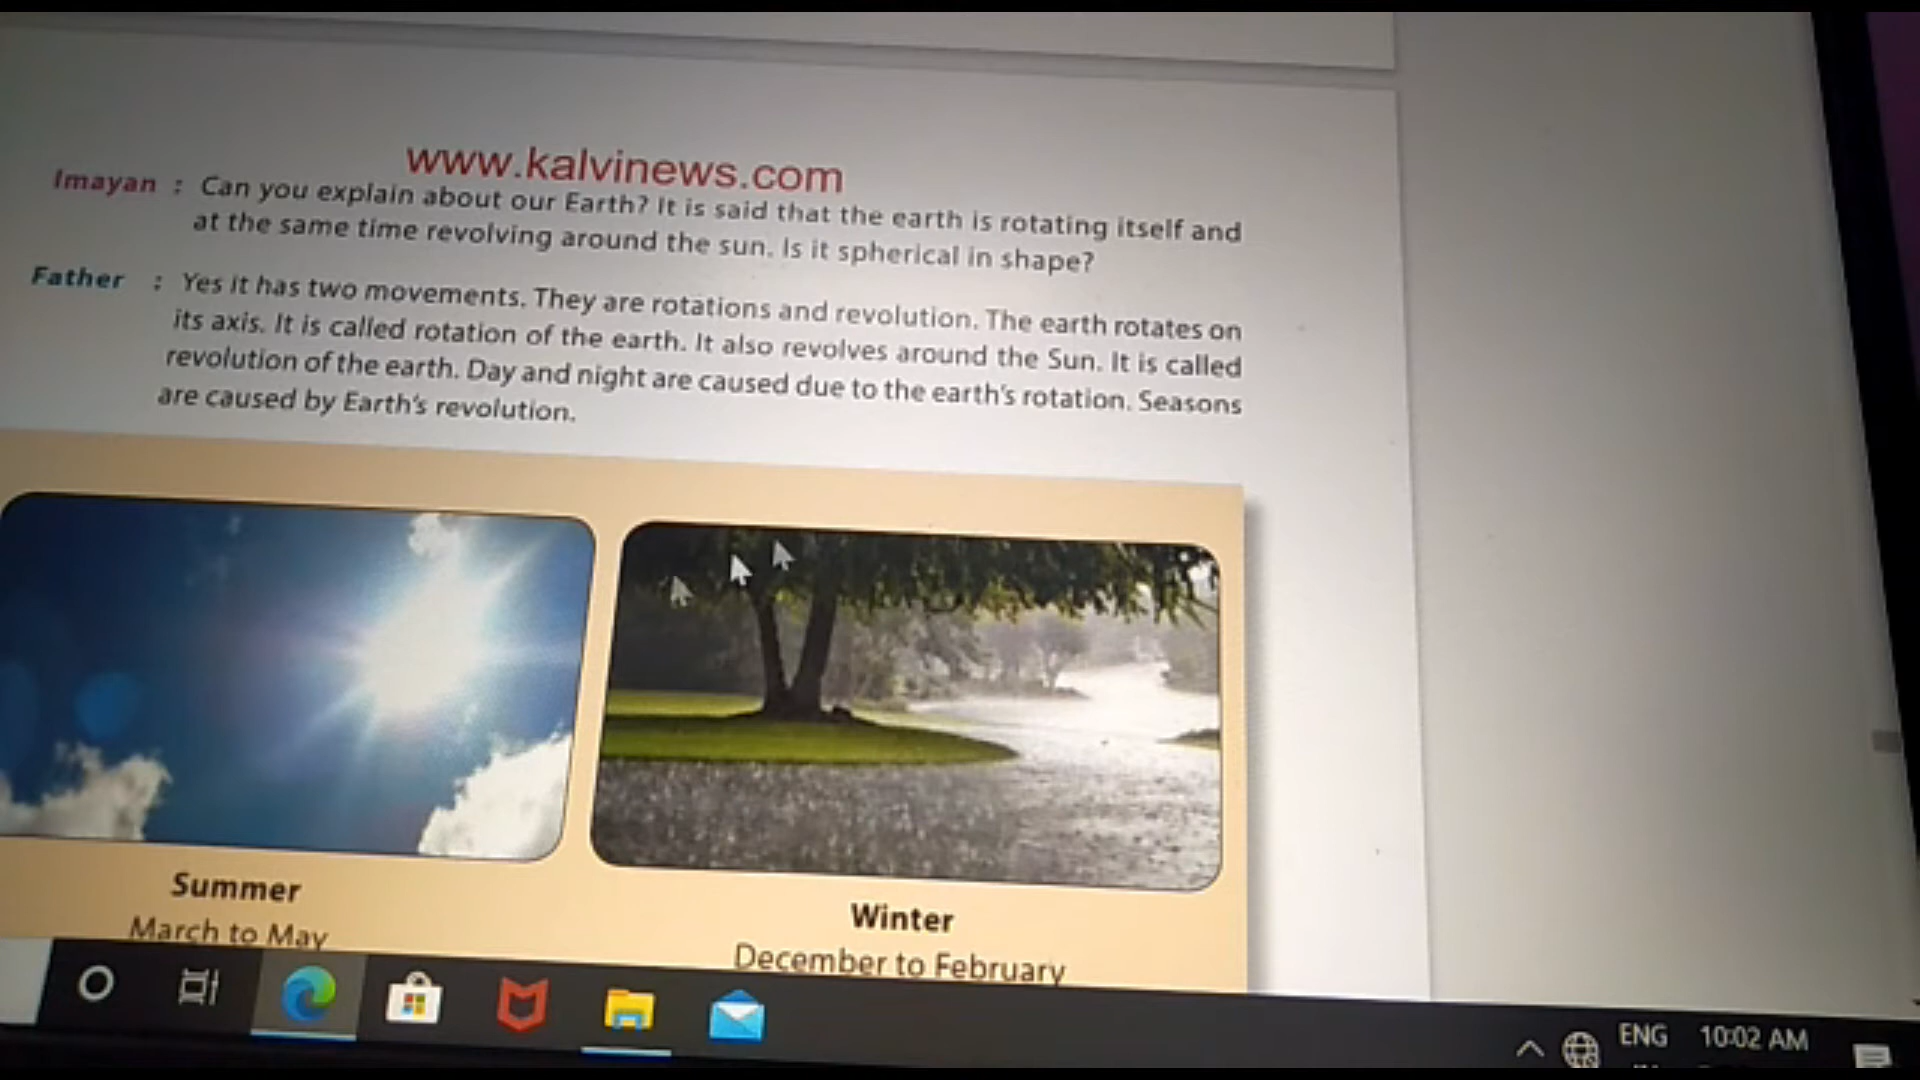 www.kalvinews.com
Imayan : Can you explain about our Earth? It is said that the earth is rotating itself and
at the same time revolving around the sun. Is it spherical in shape?
Father : Yes it has two movements. They are rotations and revolution. The earth rotates on
its axis. It is called rotation of the earth. It also revolves around the Sun. It is called
revolution of the earth. Day and night are caused due to the earth's rotation. Seasons
are caused by Earth's revolution.
Summer
March to May
Winter
December to February
ENG 10:02 AM